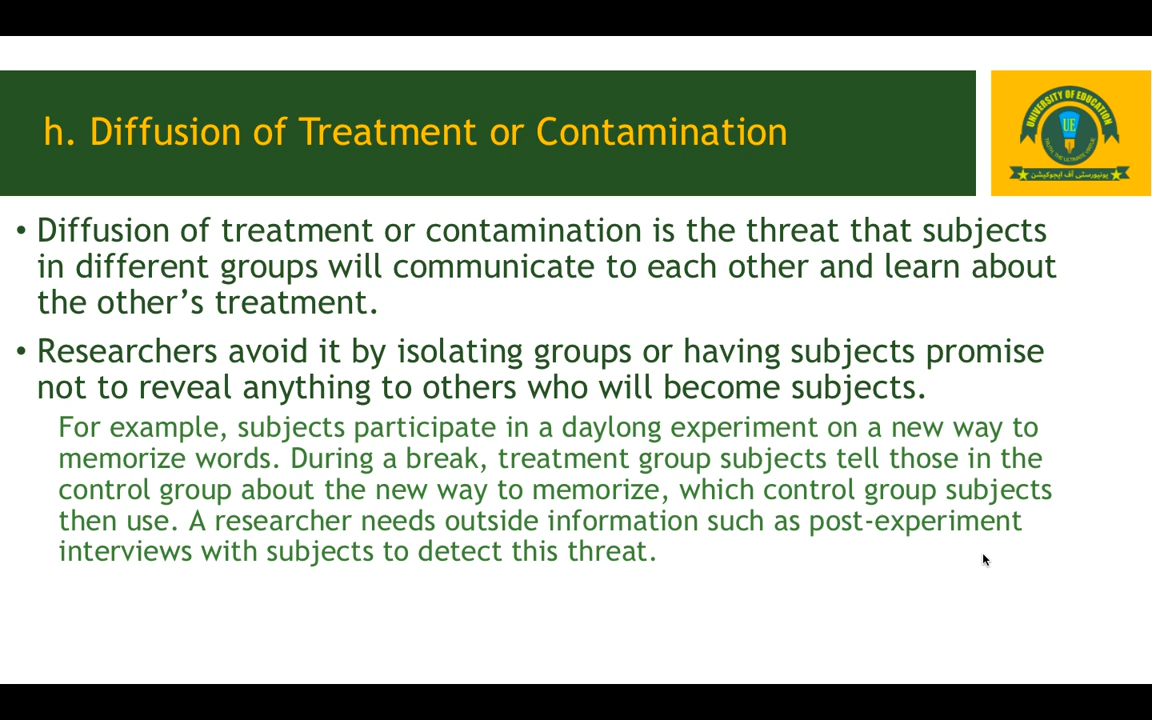 h. Diffusion of Treatment or Contamination
UNIVERSITY OF EDUCATION
UE
یونیورسٹی آف ایجوکیشن
• Diffusion of treatment or contamination is the threat that subjects
in different groups will communicate to each other and learn about
the other’s treatment.
• Researchers avoid it by isolating groups or having subjects promise
not to reveal anything to others who will become subjects.
For example, subjects participate in a daylong experiment on a new way to
memorize words. During a break, treatment group subjects tell those in the
control group about the new way to memorize, which control group subjects
then use. A researcher needs outside information such as post-experiment
interviews with subjects to detect this threat.